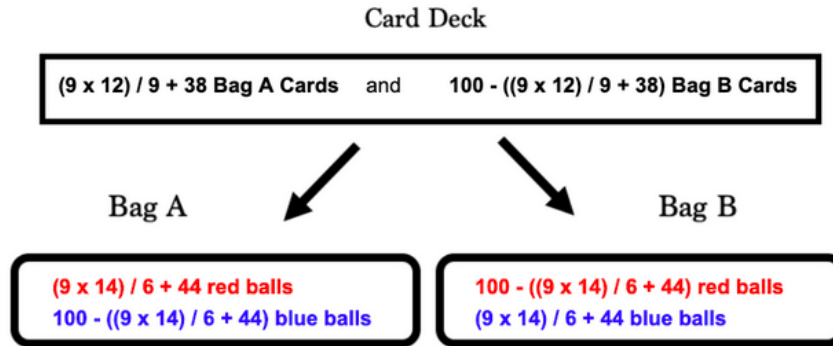 Card Deck
(9 x 12) / 9 + 38 Bag A Cards and 100 - ((9 x 12) / 9 + 38) Bag B Cards
Bag A
Bag B
(9 x 14) / 6 + 44 red balls
100 - ((9 x 14) / 6 + 44) blue balls
100 - ((9 x 14) / 6 + 44) red balls
(9 x 14) / 6 + 44 blue balls